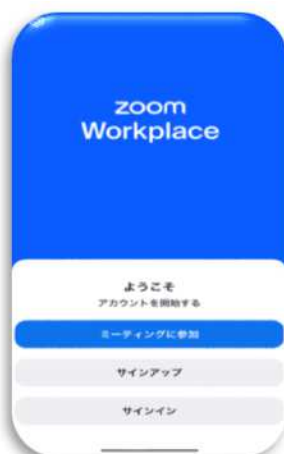 zoom
Workplace
ようこそ
アカウントを開始する
ミーティングに参加
サインアップ
サインイン